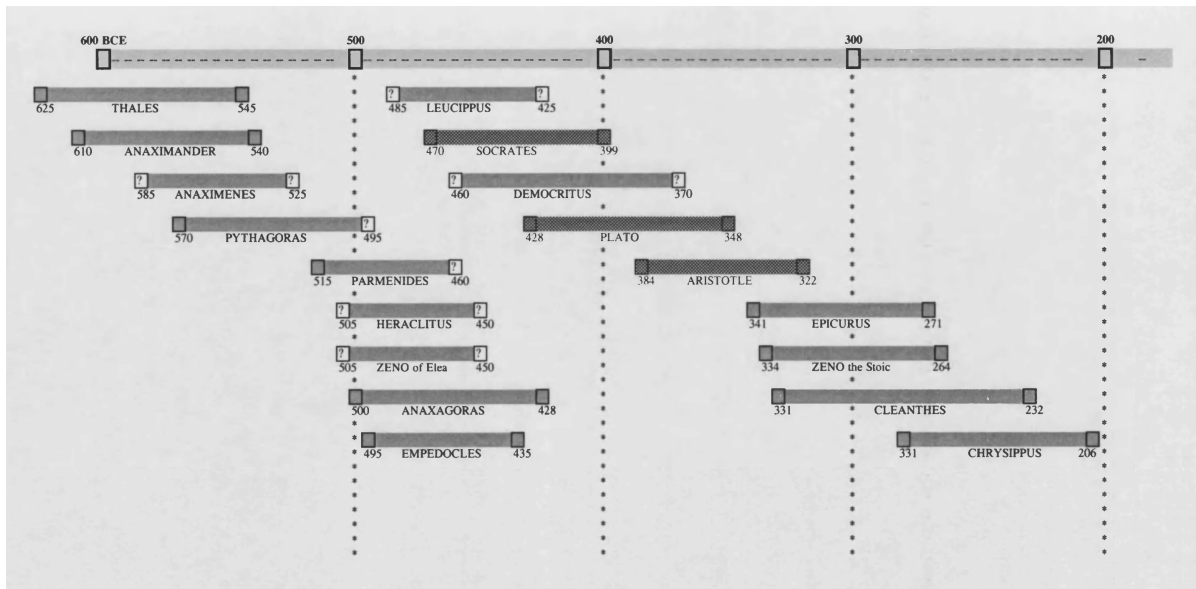 600 BCE 500 400 300 200
THALES
625 545
LEUCIPPUS
? 485 ? 425
ANAXIMANDER
610 540
SOCRATES
470 399
ANAXIMENES
? 585 ? 525
DEMOCRITUS
? 460 ? 370
PYTHAGORAS
570 ? 495
PLATO
428 348
PARMENIDES
515 ? 460
ARISTOTLE
384 322
HERACLITUS
? 505 ? 450
EPICURUS
341 271
ZENO of Elea
? 505 ? 450
ZENO the Stoic
334 264
ANAXAGORAS
500 428
CLEANTHES
331 232
EMPEDOCLES
495 435
CHRYSIPPUS
331 206